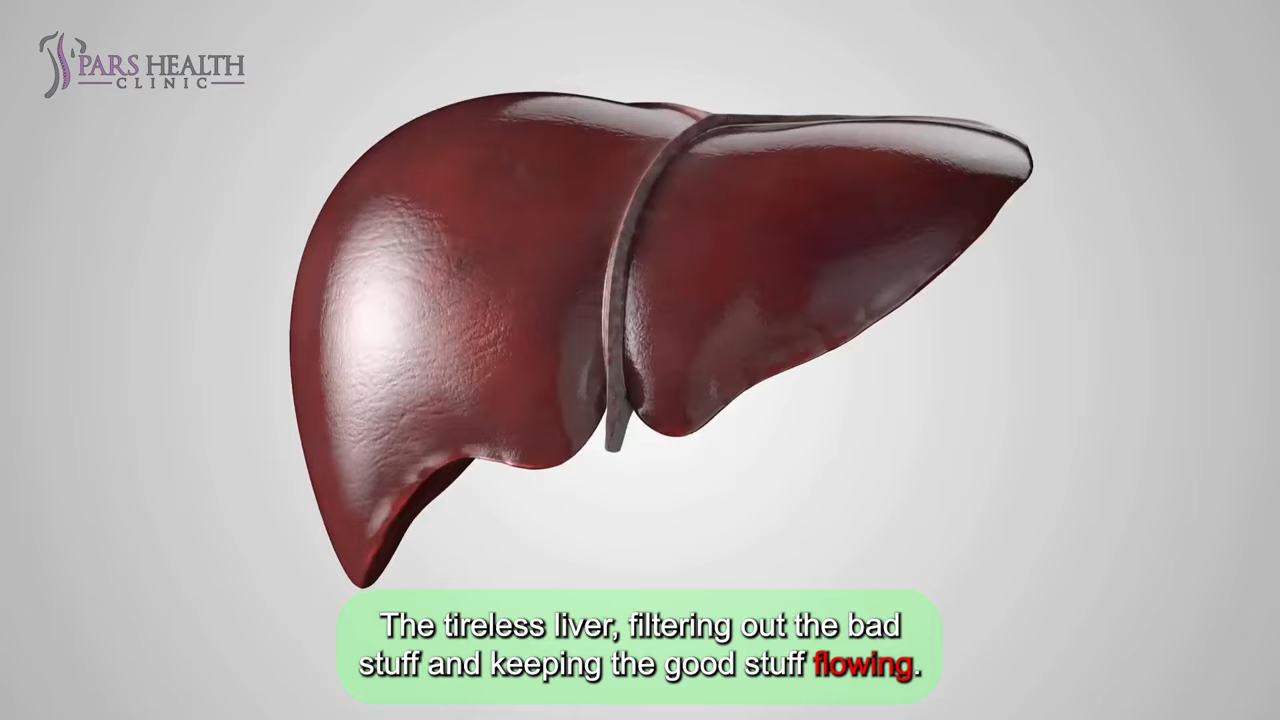 PARS HEALTH
CLINIC
The tireless liver, filtering out the bad
stuff and keeping the good stuff flowing.